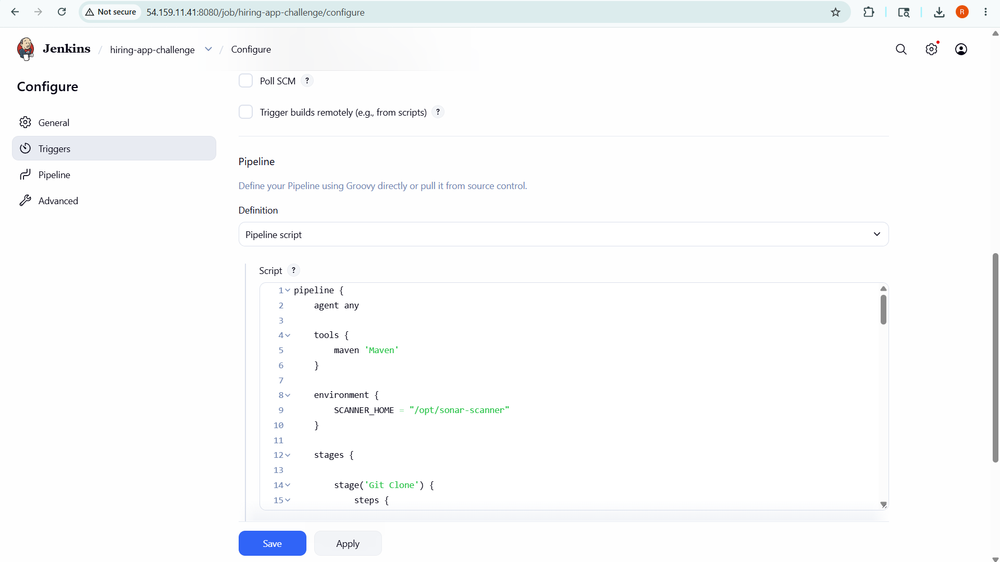 Not secure 54.159.11.41:8080/job/hiring-app-challenge/configure R
Jenkins / hiring-app-challenge / Configure
Configure
General
Triggers
Pipeline
Advanced
Poll SCM ?
Trigger builds remotely (e.g., from scripts) ?
Pipeline
Define your Pipeline using Groovy directly or pull it from source control.
Definition
Pipeline script
Script ?
1 pipeline {
2     agent any
3
4     tools {
5         maven 'Maven'
6     }
7
8     environment {
9         SCANNER_HOME = "/opt/sonar-scanner"
10     }
11
12     stages {
13
14         stage('Git Clone') {
15             steps {
Save Apply